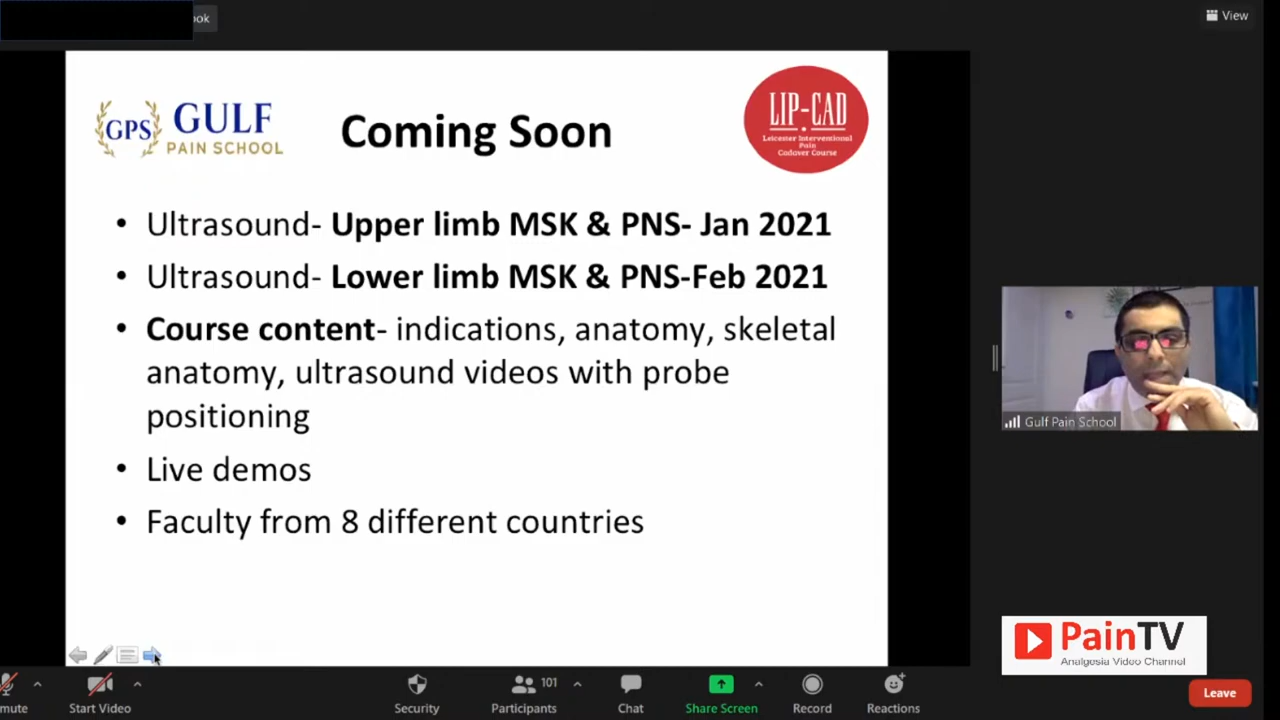 ook
View
GPS GULF
PAIN SCHOOL
Coming Soon
LIP-CAD
Leicester Interventional
Pain
Cadaver Course
• Ultrasound- Upper limb MSK & PNS- Jan 2021
• Ultrasound- Lower limb MSK & PNS-Feb 2021
• Course content- indications, anatomy, skeletal
anatomy, ultrasound videos with probe
positioning
• Live demos
• Faculty from 8 different countries
Gulf Pain School
PainTV
Analgesia Video Channel
mute
Start Video
Security
101
Participants
Chat
Share Screen
Record
Reactions
Leave